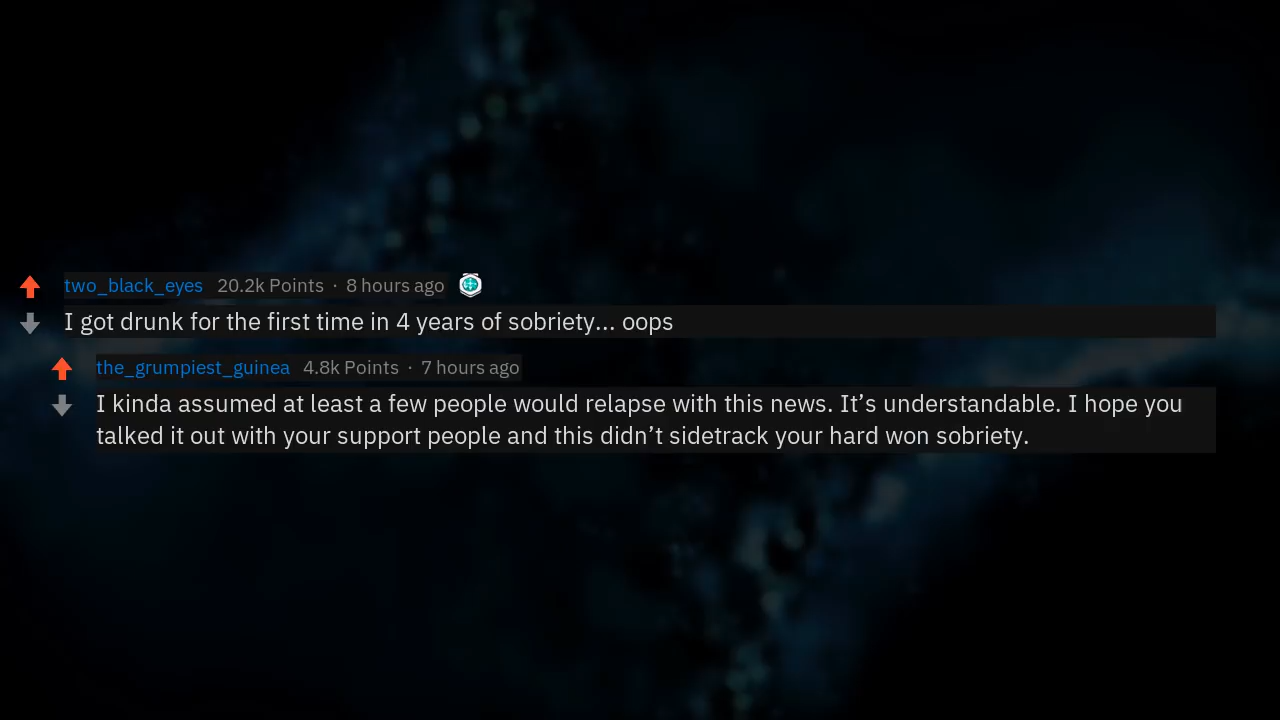 two_black_eyes 20.2k Points · 8 hours ago
I got drunk for the first time in 4 years of sobriety... oops
the_grumpiest_guinea 4.8k Points · 7 hours ago
I kinda assumed at least a few people would relapse with this news. It’s understandable. I hope you
talked it out with your support people and this didn’t sidetrack your hard won sobriety.